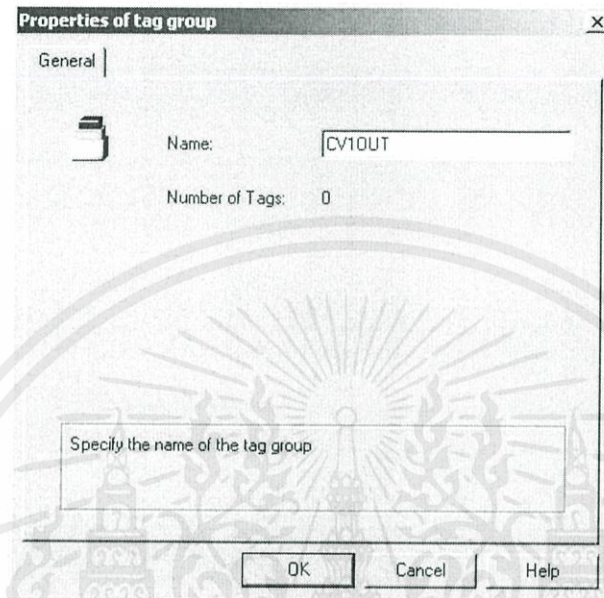 Properties of tag group
General
Name: CV1OUT
Number of Tags: 0
Specify the name of the tag group
OK Cancel Help